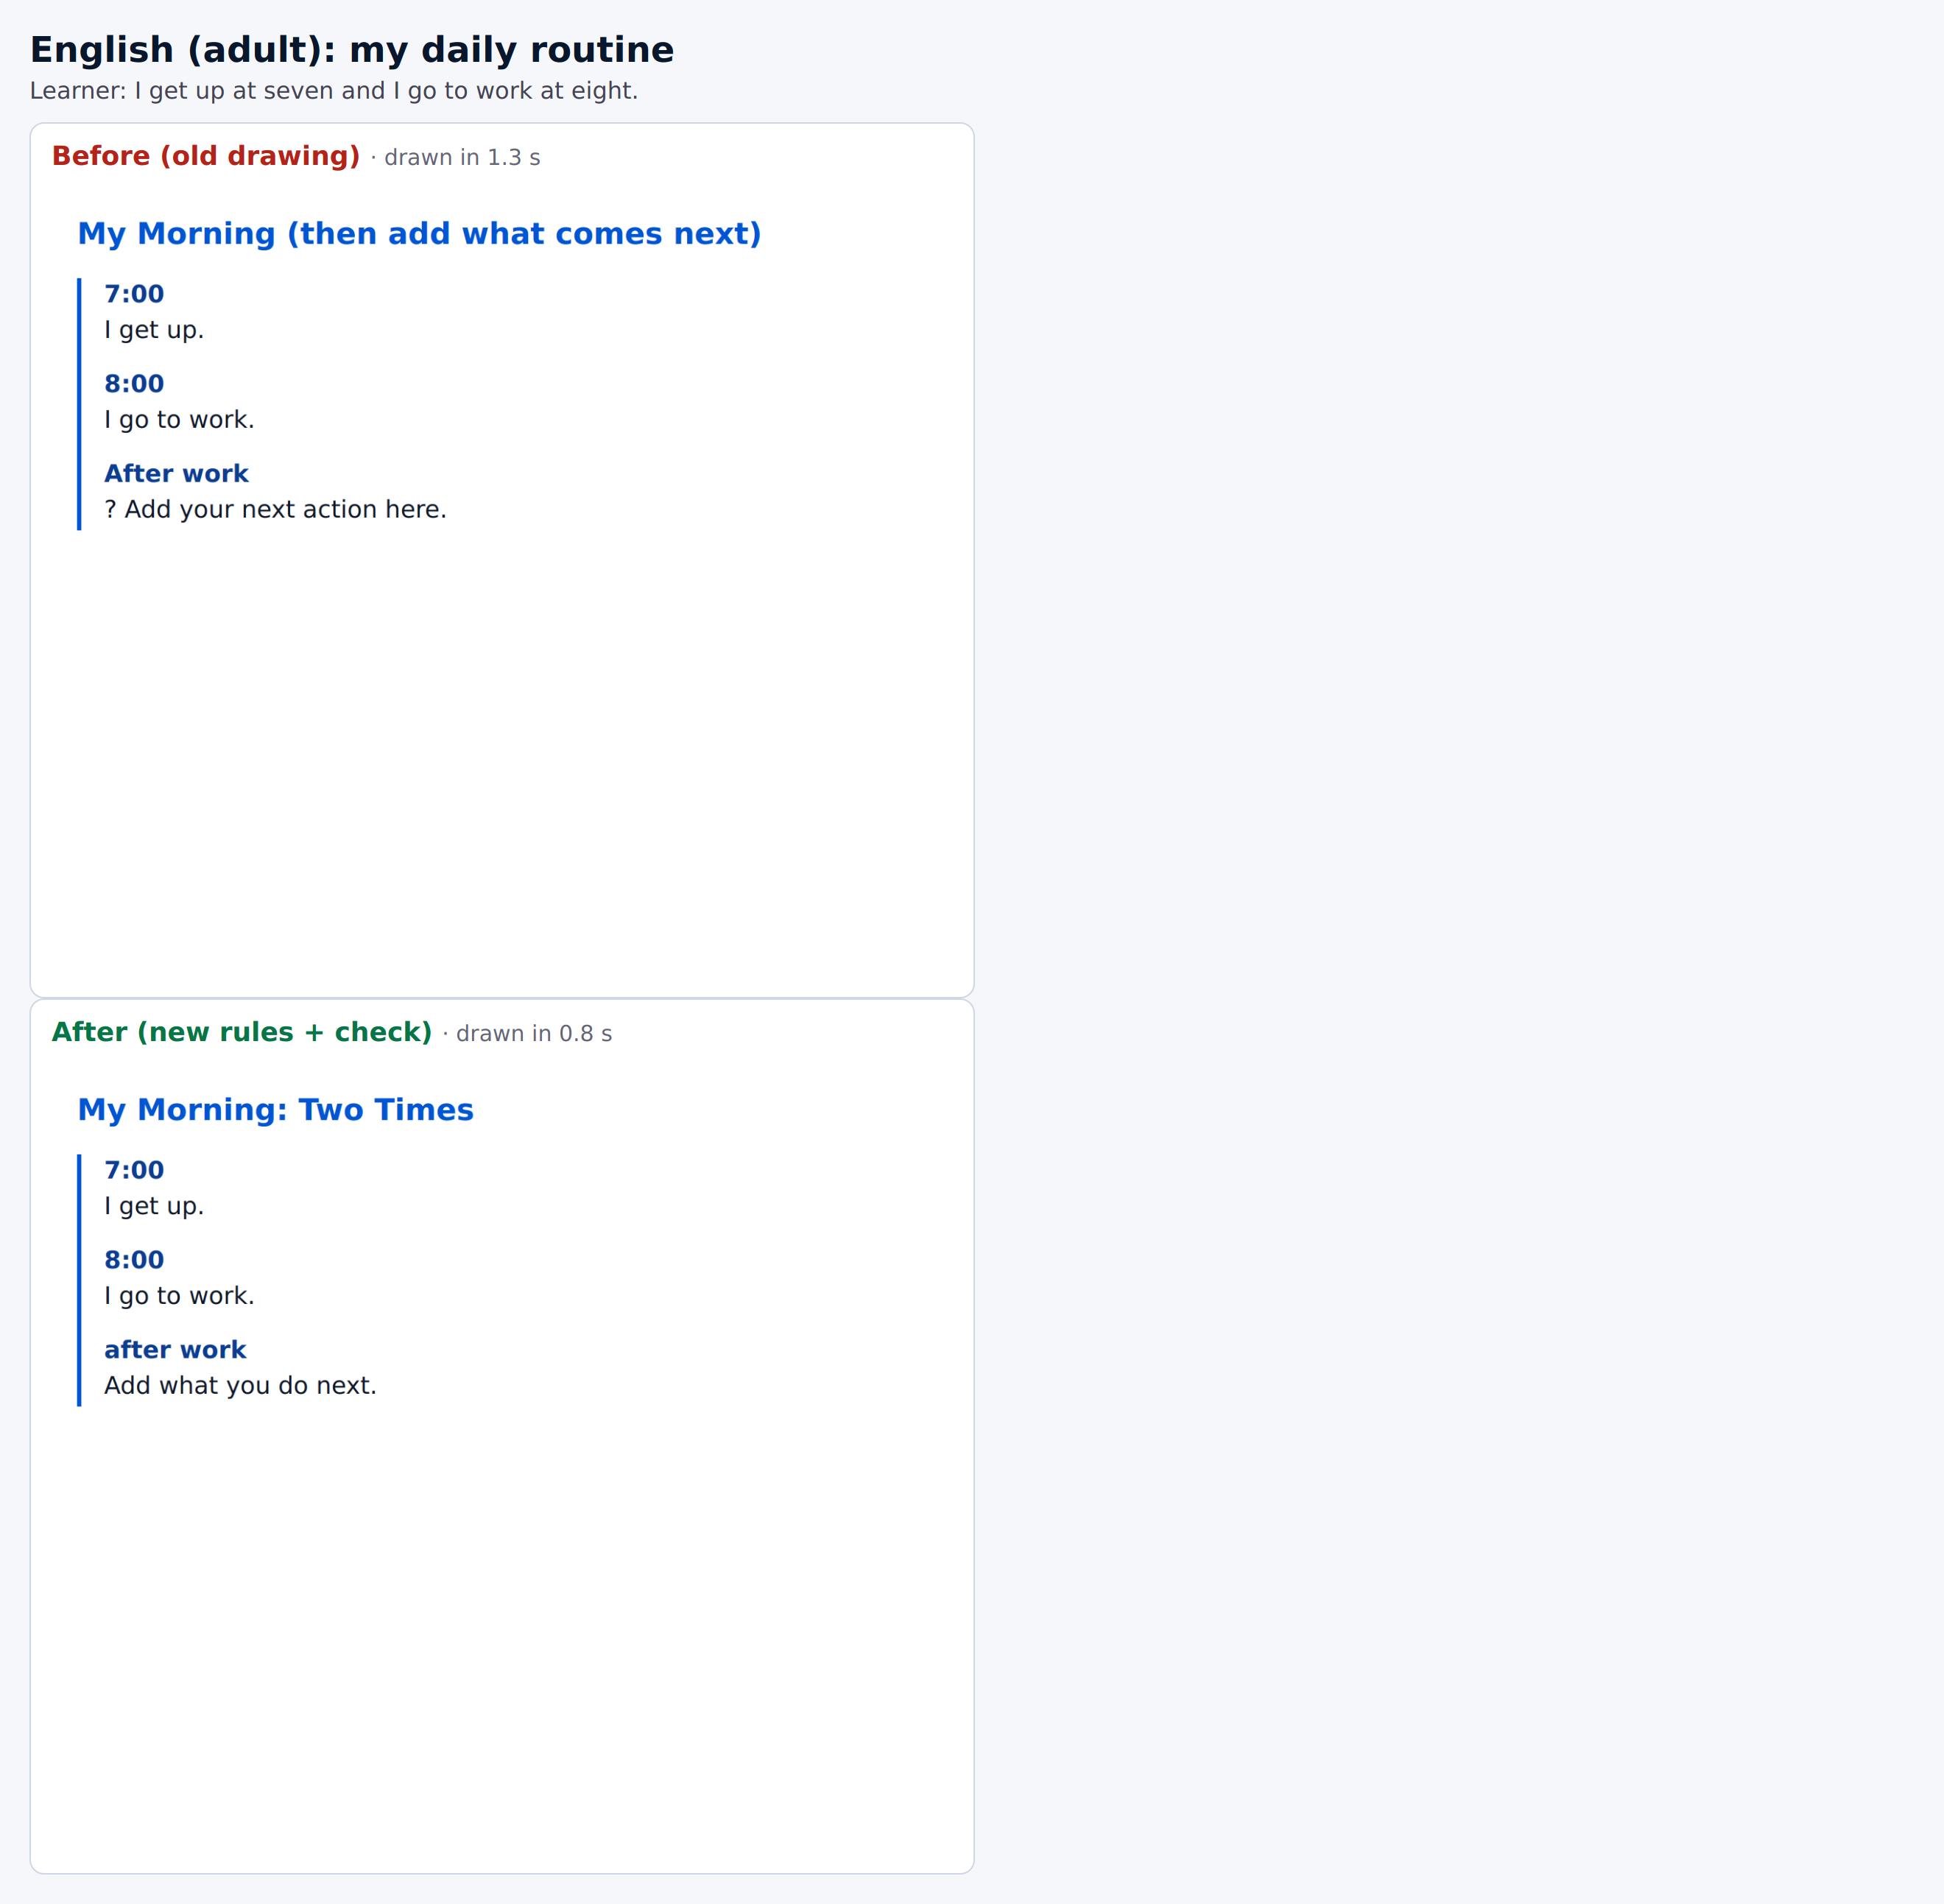 English (adult): my daily routine
Learner: I get up at seven and I go to work at eight.
Before (old drawing) · drawn in 1.3 s
My Morning (then add what comes next)
7:00
I get up.
8:00
I go to work.
After work
? Add your next action here.
After (new rules + check) · drawn in 0.8 s
My Morning: Two Times
7:00
I get up.
8:00
I go to work.
after work
Add what you do next.